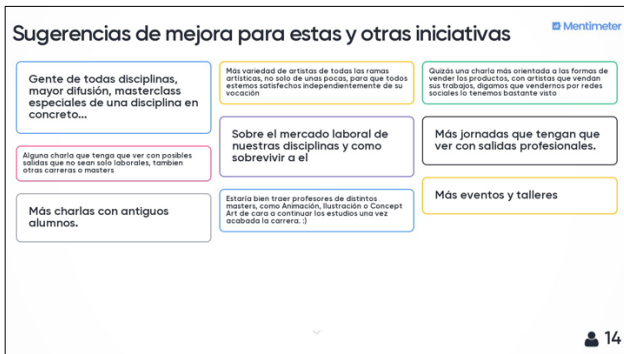 Sugerencias de mejora para estas y otras iniciativas
Mentimeter
Gente de todas disciplinas,
mayor difusión, masterclass
especiales de una disciplina en
concreto...
Alguna charla que tenga que ver con posibles
salidas que no sean solo laborales, tambien
otras carreras o masters
Más charlas con antiguos
alumnos.
Más variedad de artistas de todas las ramas
artísticas, no solo de unas pocas, para que todos
estemos satisfechos independientemente de su
vocación
Sobre el mercado laboral de
nuestras disciplinas y como
sobrevivir a el
Estaría bien traer profesores de distintos
masters, como Animación, Ilustración o Concept
Art de cara a continuar los estudios una vez
acabada la carrera. :)
Quizás una charla más orientada a las formas de
vender los productos, con artistas que vendan
sus trabajos, digamos que vendernos por redes
sociales lo tenemos bastante visto
Más jornadas que tengan que
ver con salidas profesionales.
Más eventos y talleres
14